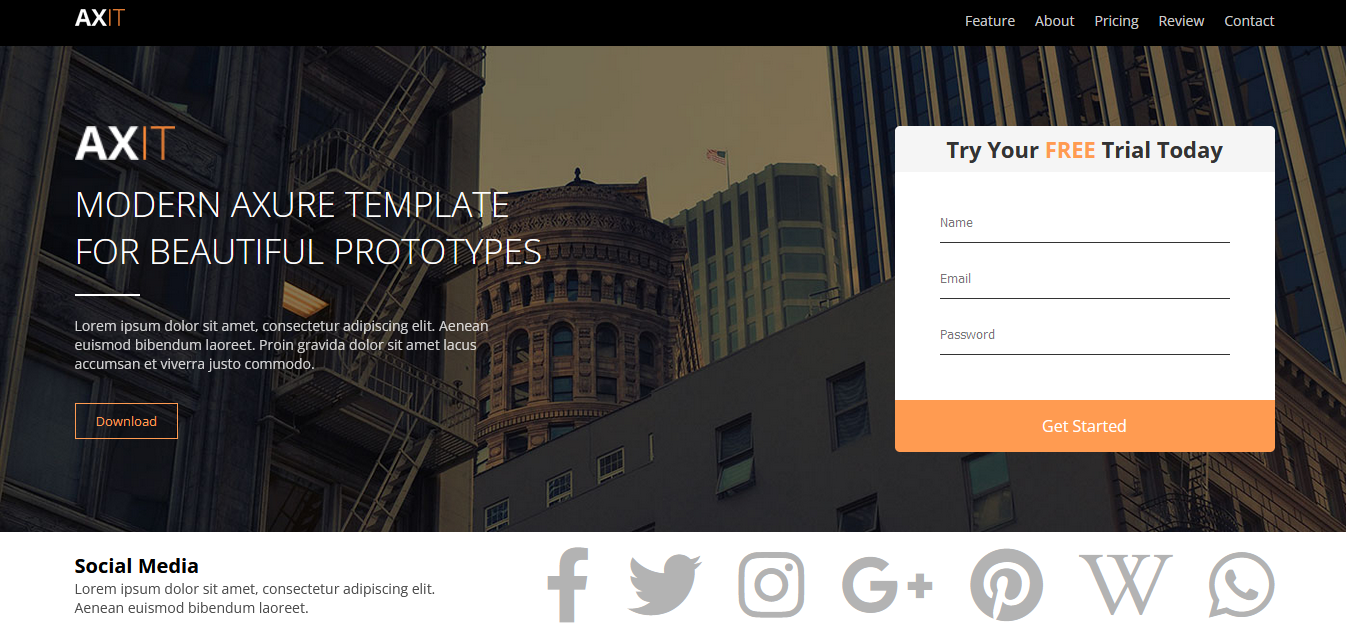 AXIT
Feature About Pricing Review Contact
AXIT
MODERN AXURE TEMPLATE
FOR BEAUTIFUL PROTOTYPES
Lorem ipsum dolor sit amet, consectetur adipiscing elit. Aenean
euismod bibendum laoreet. Proin gravida dolor sit amet lacus
accumsan et viverra justo commodo.
Download
Try Your FREE Trial Today
Name
Email
Password
Get Started
Social Media
Lorem ipsum dolor sit amet, consectetur adipiscing elit.
Aenean euismod bibendum laoreet.